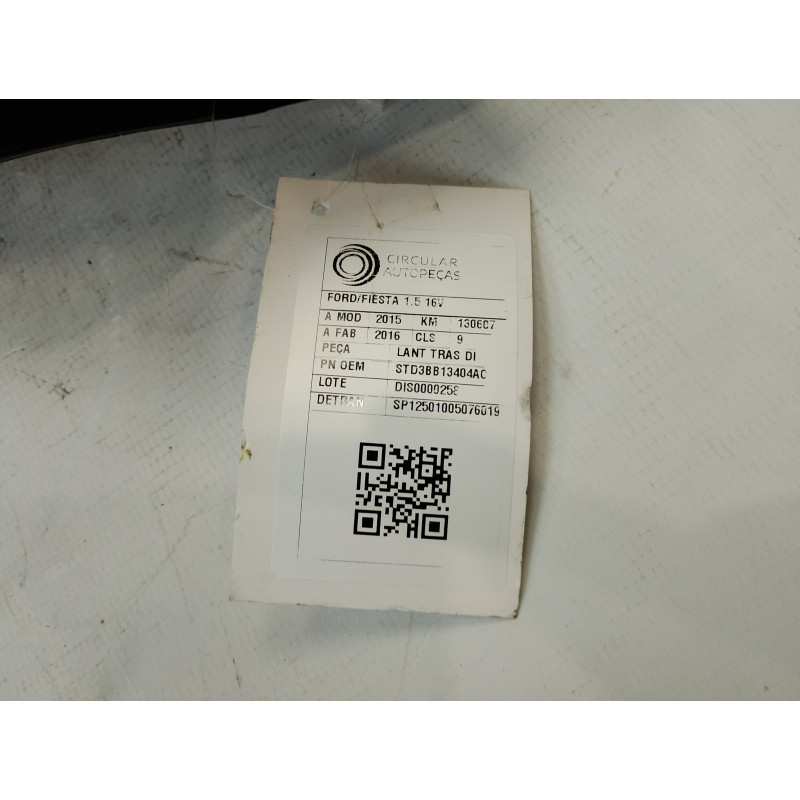 CIRCULAR
AUTOPEÇAS
FORD/FIESTA 1.5 16V
A MOD 2015 KM 130607
A FAB 2016 CLS 9
PEÇA LANT TRAS DI
PN OEM STD3BB13404AC
LOTE DIS0000258
DETRAN SP12501005076019